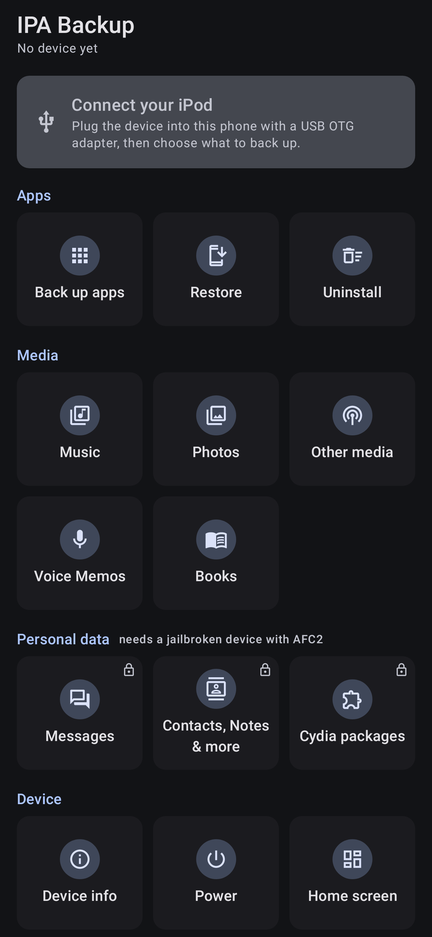 IPA Backup
No device yet
Connect your iPod
Plug the device into this phone with a USB OTG
adapter, then choose what to back up.
Apps
Back up apps
Restore
Uninstall
Media
Music
Photos
Other media
Voice Memos
Books
Personal data needs a jailbroken device with AFC2
Messages
Contacts, Notes
& more
Cydia packages
Device
Device info
Power
Home screen